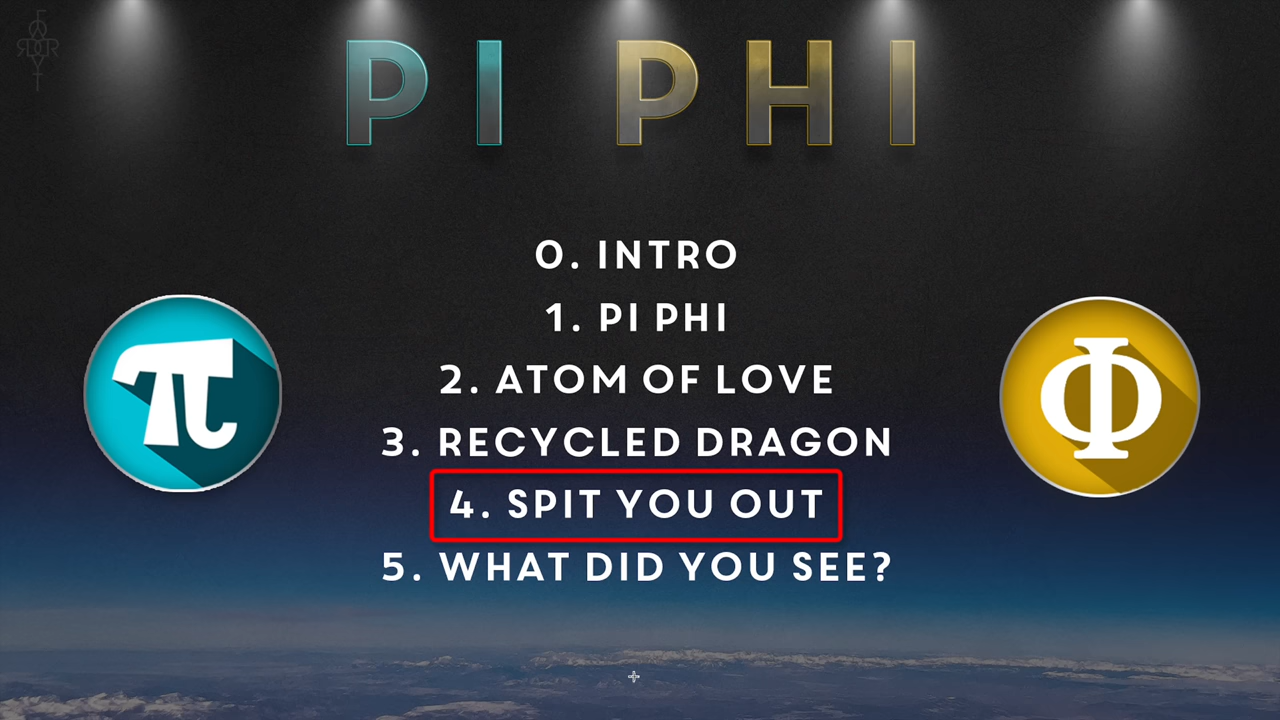 PI PHI
0. INTRO
1. PI PHI
2. ATOM OF LOVE
3. RECYCLED DRAGON
4. SPIT YOU OUT
5. WHAT DID YOU SEE?
π
Φ